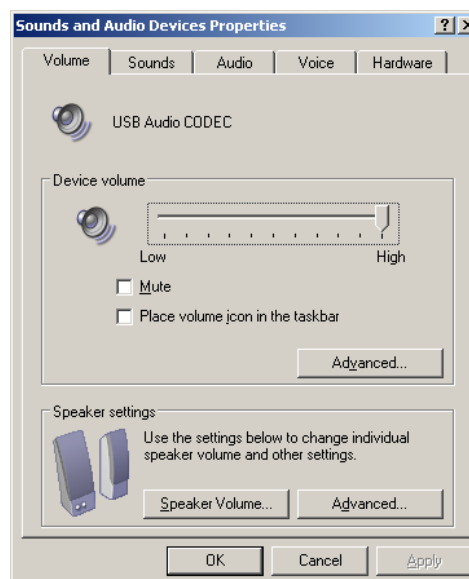 Sounds and Audio Devices Properties
Volume
Sounds
Audio
Voice
Hardware
USB Audio CODEC
Device volume
Low
High
Mute
Place volume icon in the taskbar
Advanced...
Speaker settings
Use the settings below to change individual
speaker volume and other settings.
Speaker Volume...
Advanced...
OK
Cancel
Apply